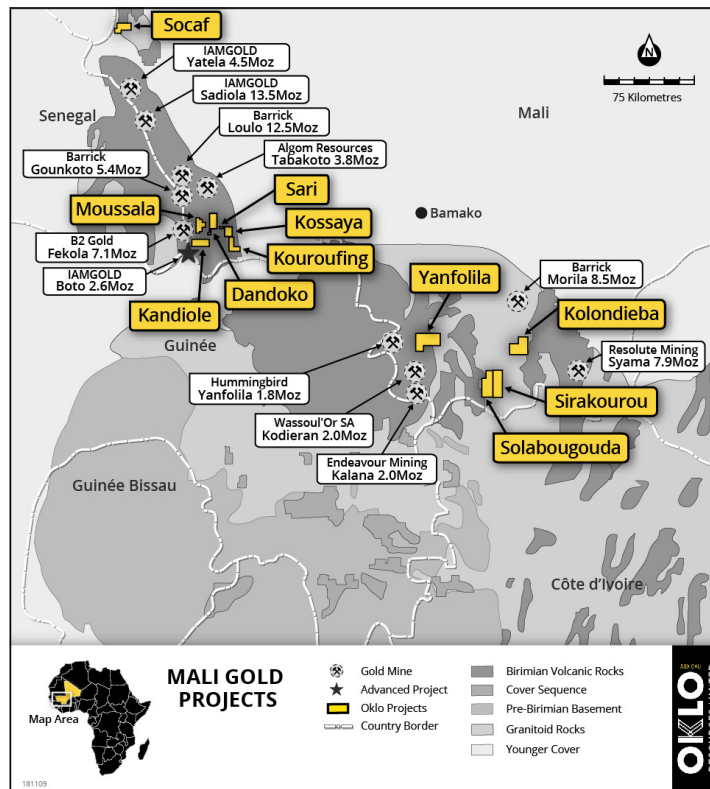 Socaf
IAMGOLD
Yatela 4.5Moz
N
75 Kilometres
IAMGOLD
Sadiola 13.5Moz
Senegal
Mali
Barrick
Loulo 12.5Moz
Algom Resources
Tabakoto 3.8Moz
Barrick
Gounkoto 5.4Moz
Sari
Moussala
Kossaya
Bamako
B2 Gold
Fekola 7.1Moz
Kouroufing
IAMGOLD
Boto 2.6Moz
Dandoko
Yanfolila
Barrick
Morila 8.5Moz
Kandiole
Kolondieba
Guinée
Resolute Mining
Syama 7.9Moz
Hummingbird
Yanfolila 1.8Moz
Sirakourou
Wassoul'Or SA
Kodieran 2.0Moz
Solabougouda
Endeavour Mining
Kalana 2.0Moz
Guinée Bissau
Côte d'Ivoire
Map Area
MALI GOLD
PROJECTS
Gold Mine
Advanced Project
Oklo Projects
Country Border
Birimian Volcanic Rocks
Cover Sequence
Pre-Birimian Basement
Granitoid Rocks
Younger Cover
OKLO
181109